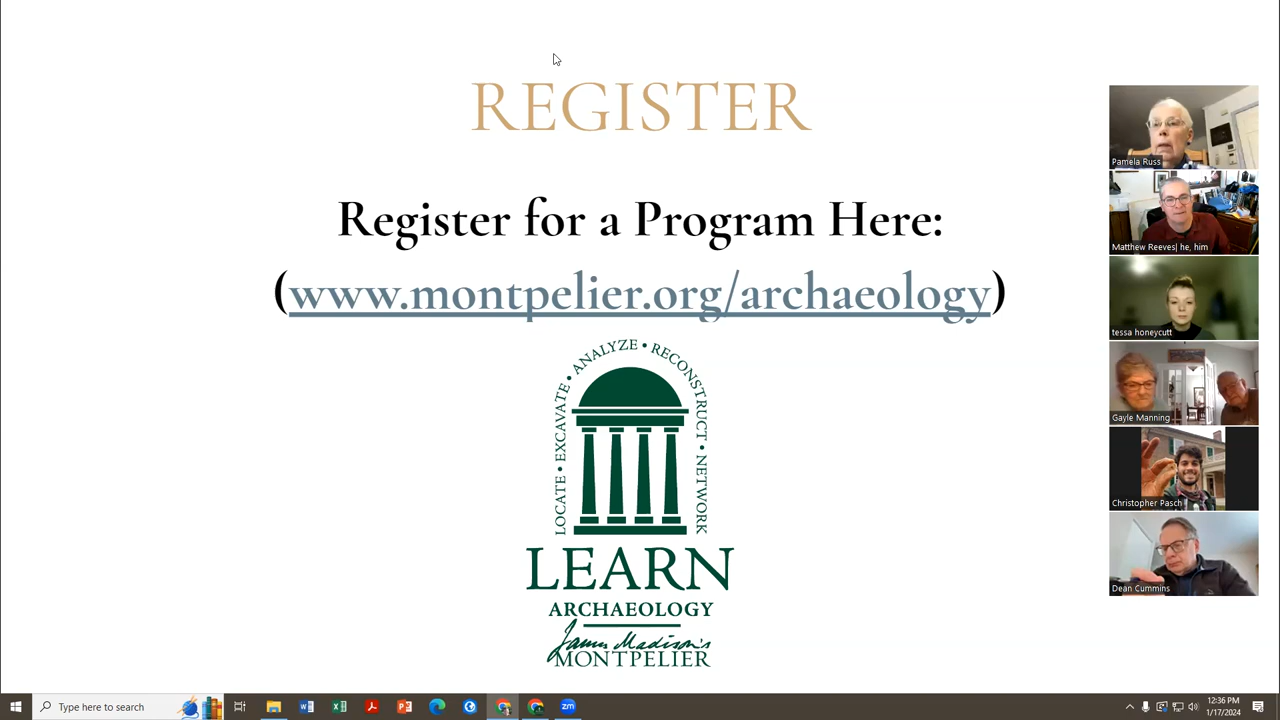 REGISTER
Register for a Program Here:
(www.montpelier.org/archaeology)
LOCATE • EXCAVATE • ANALYZE • RECONSTRUCT • NETWORK
LEARN
ARCHAEOLOGY
James Madison's
MONTPELIER
Pamela Russ
Matthew Reeves| he, him
tessa honeycutt
Gayle Manning
Christopher Pasch
Dean Cummins
Type here to search
12:36 PM
1/17/2024